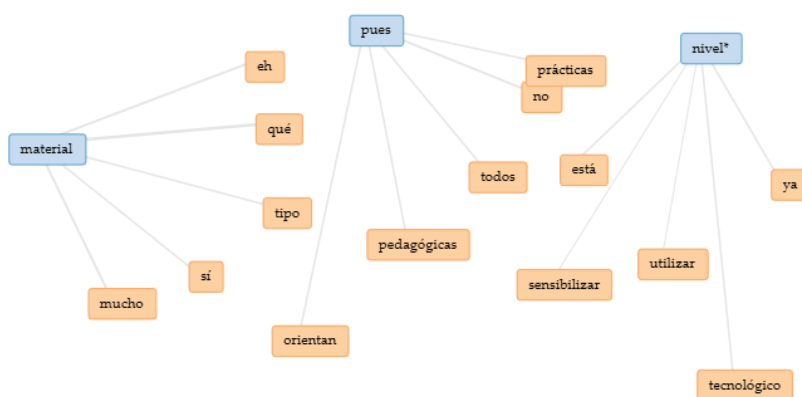 pues
nivel*
eh
prácticas
no
qué
material
todos
está
ya
tipo
pedagógicas
utilizar
sí
sensibilizar
mucho
orientan
tecnológico